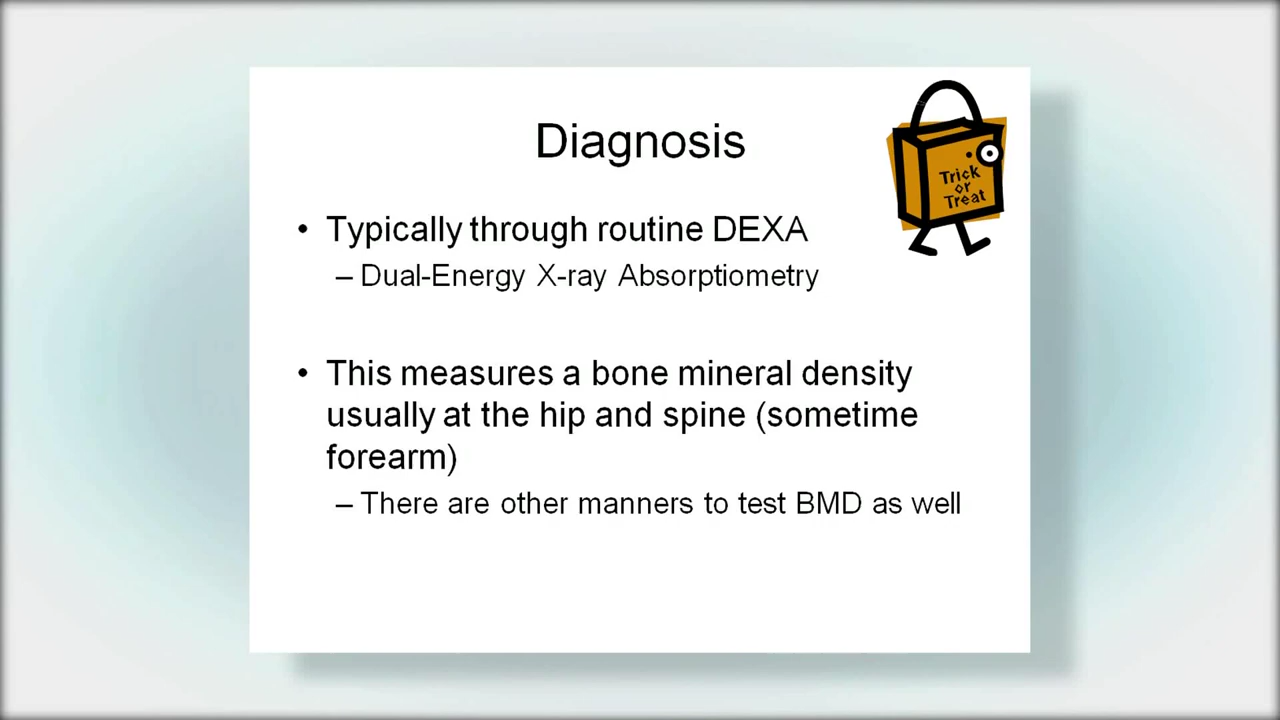 Diagnosis
Trick
or
Treat
• Typically through routine DEXA
– Dual-Energy X-ray Absorptiometry
• This measures a bone mineral density
usually at the hip and spine (sometime
forearm)
– There are other manners to test BMD as well